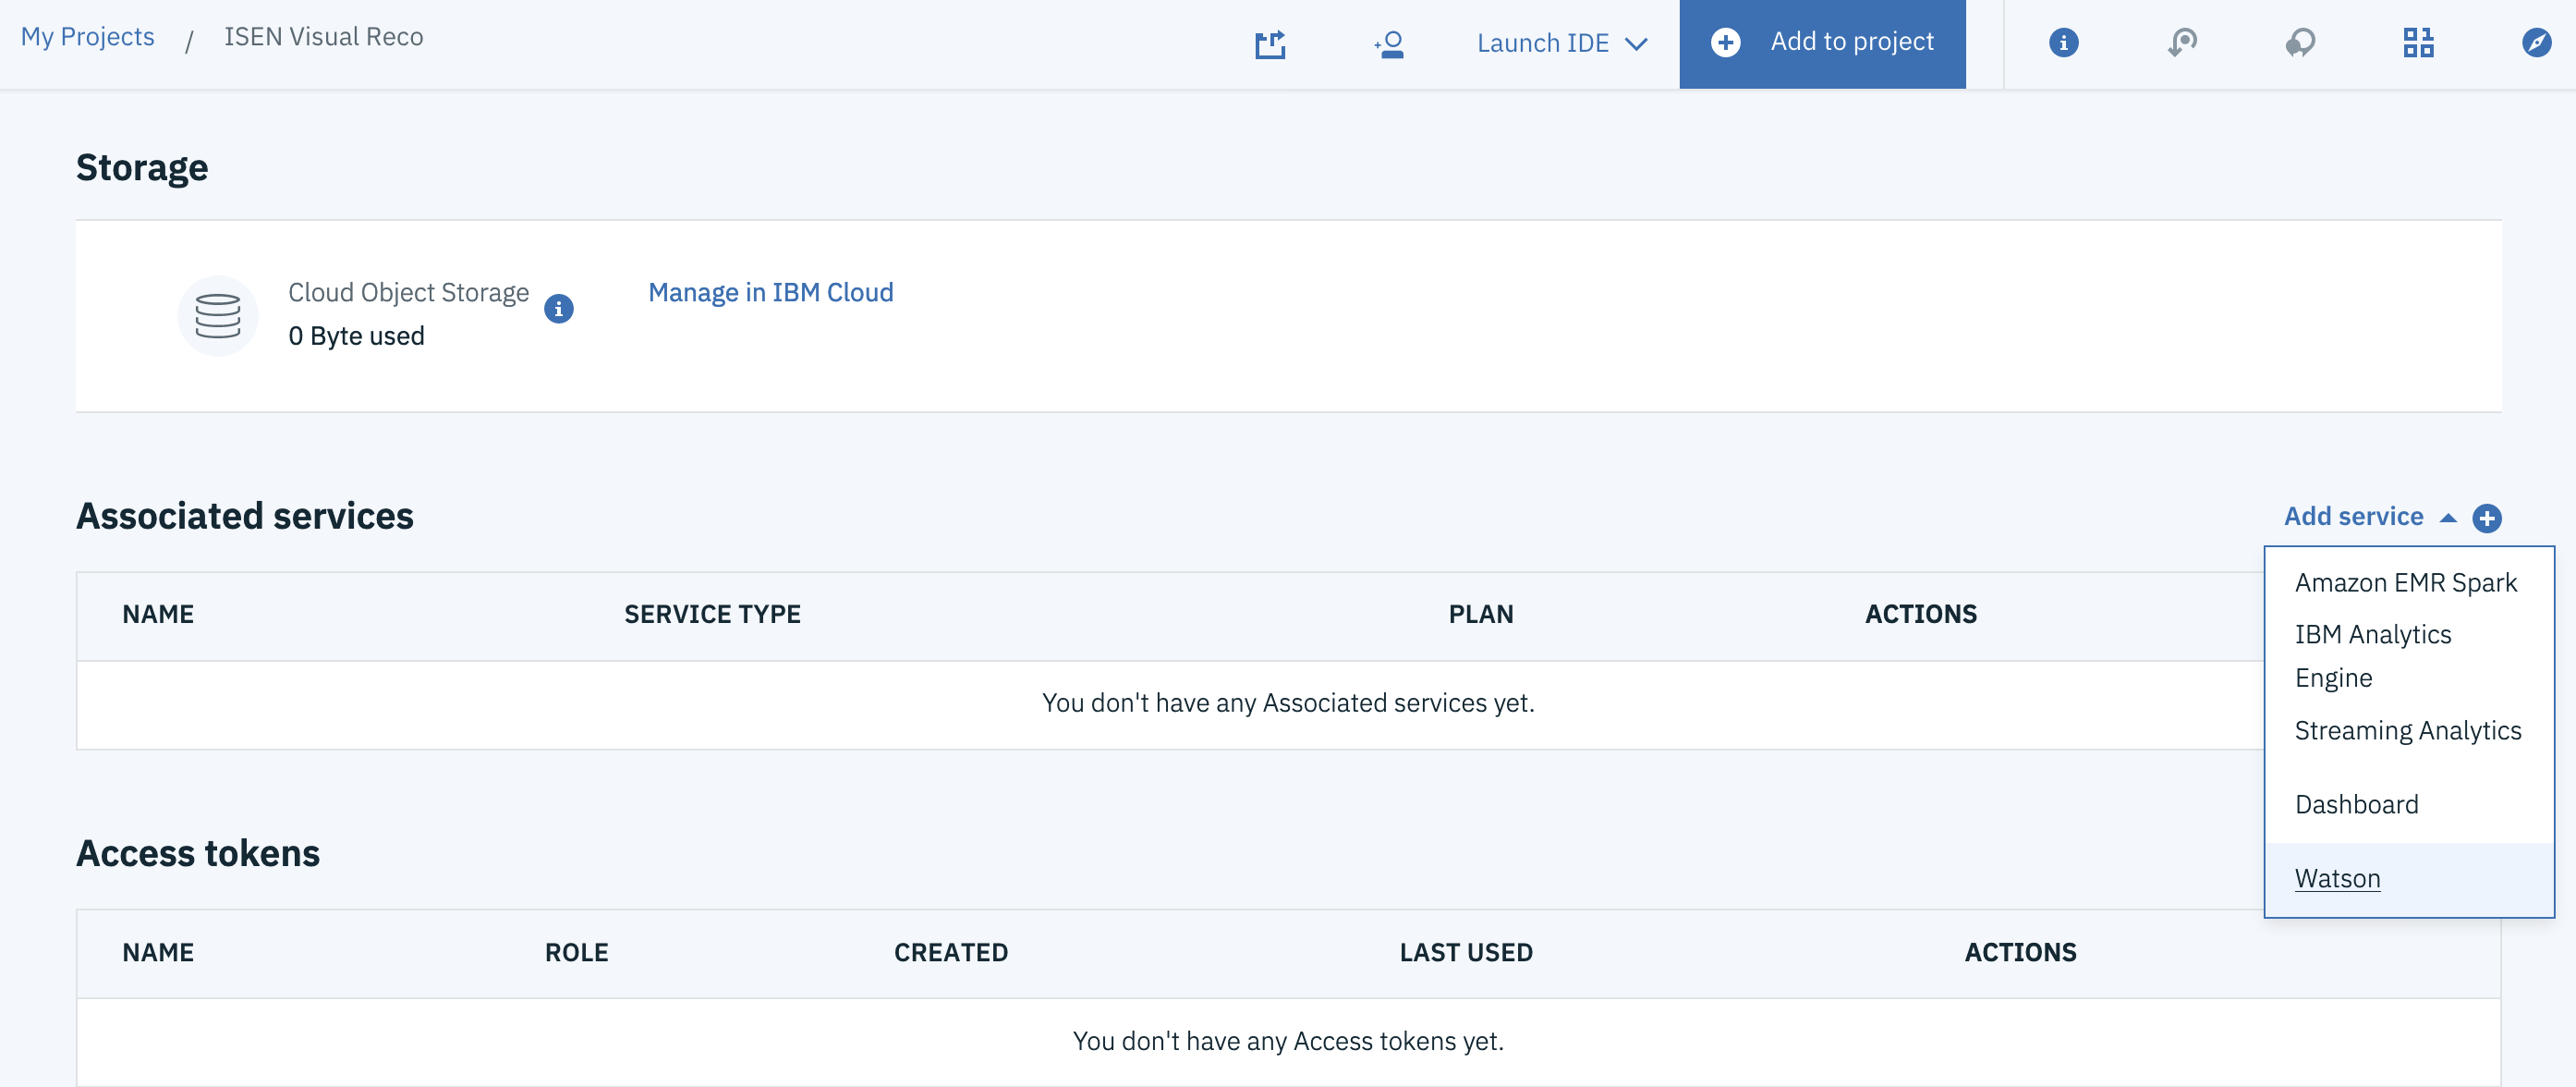 My Projects / ISEN Visual Reco
Launch IDE
Add to project
Storage
Cloud Object Storage
Manage in IBM Cloud
0 Byte used
Associated services
Add service
Amazon EMR Spark
IBM Analytics
Engine
Streaming Analytics
Dashboard
Watson
NAME SERVICE TYPE PLAN ACTIONS
You don't have any Associated services yet.
Access tokens
NAME ROLE CREATED LAST USED ACTIONS
You don't have any Access tokens yet.